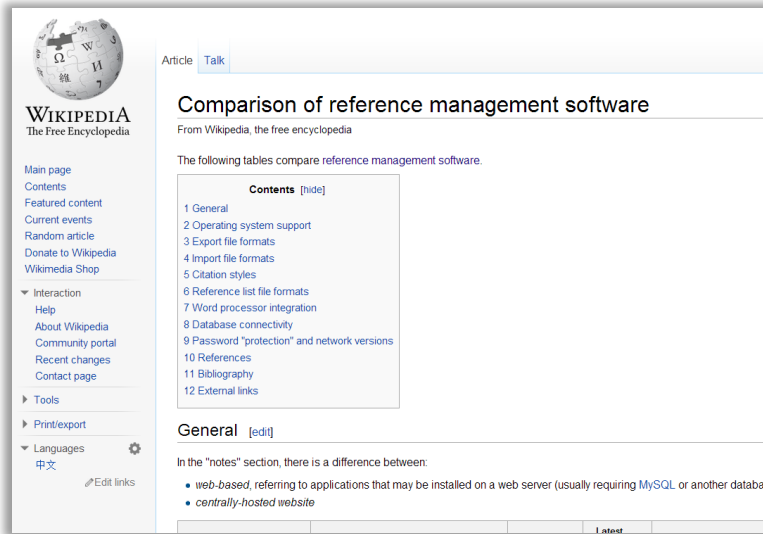 Ω W И 維 7
WIKIPEDIA
The Free Encyclopedia
Main page
Contents
Featured content
Current events
Random article
Donate to Wikipedia
Wikimedia Shop
Interaction
Help
About Wikipedia
Community portal
Recent changes
Contact page
Tools
Print/export
Languages
中文
Edit links
Article Talk
Comparison of reference management software
From Wikipedia, the free encyclopedia
The following tables compare reference management software.
Contents [hide]
1 General
2 Operating system support
3 Export file formats
4 Import file formats
5 Citation styles
6 Reference list file formats
7 Word processor integration
8 Database connectivity
9 Password "protection" and network versions
10 References
11 Bibliography
12 External links
General [edit]
In the "notes" section, there is a difference between:
web-based, referring to applications that may be installed on a web server (usually requiring MySQL or another databa
centrally-hosted website
Latest